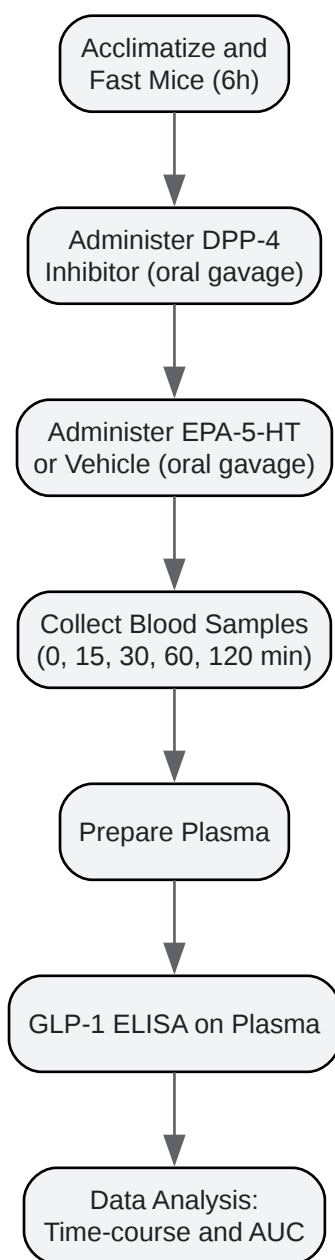 Acclimatize and
Fast Mice (6h)
Administer DPP-4
Inhibitor (oral gavage)
Administer EPA-5-HT
or Vehicle (oral gavage)
Collect Blood Samples
(0, 15, 30, 60, 120 min)
Prepare Plasma
GLP-1 ELISA on Plasma
Data Analysis:
Time-course and AUC